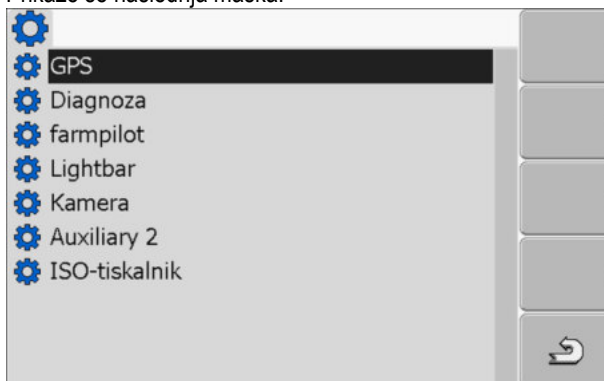 Prikaže se naslednja maska:
GPS
Diagnoza
farmpilot
Lightbar
Kamera
Auxiliary 2
ISO-tiskalnik